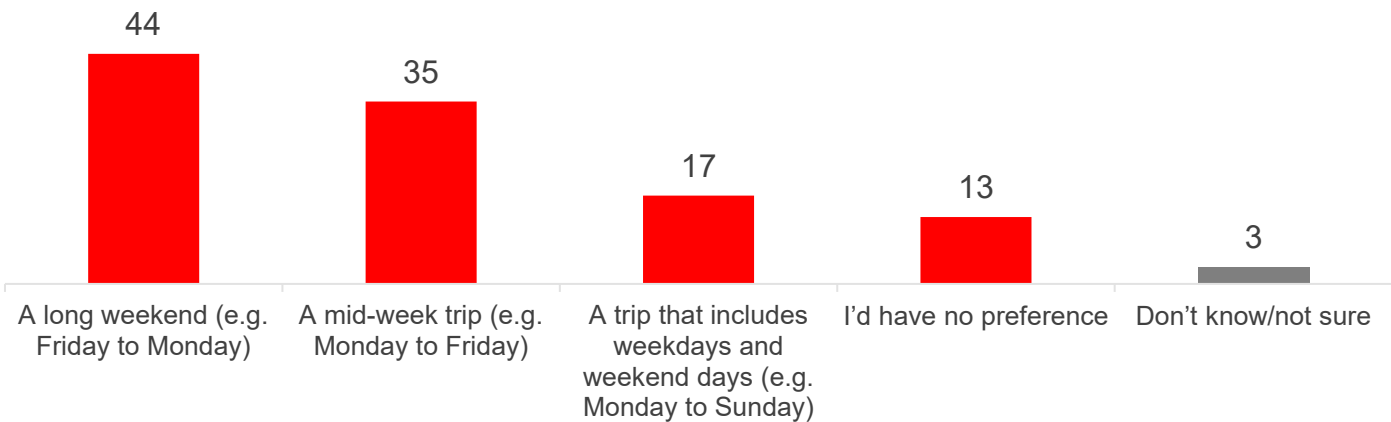 44
35
17
13
3
A long weekend (e.g.
Friday to Monday)
A mid-week trip (e.g.
Monday to Friday)
A trip that includes
weekdays and
weekend days (e.g.
Monday to Sunday)
I’d have no preference
Don’t know/not sure